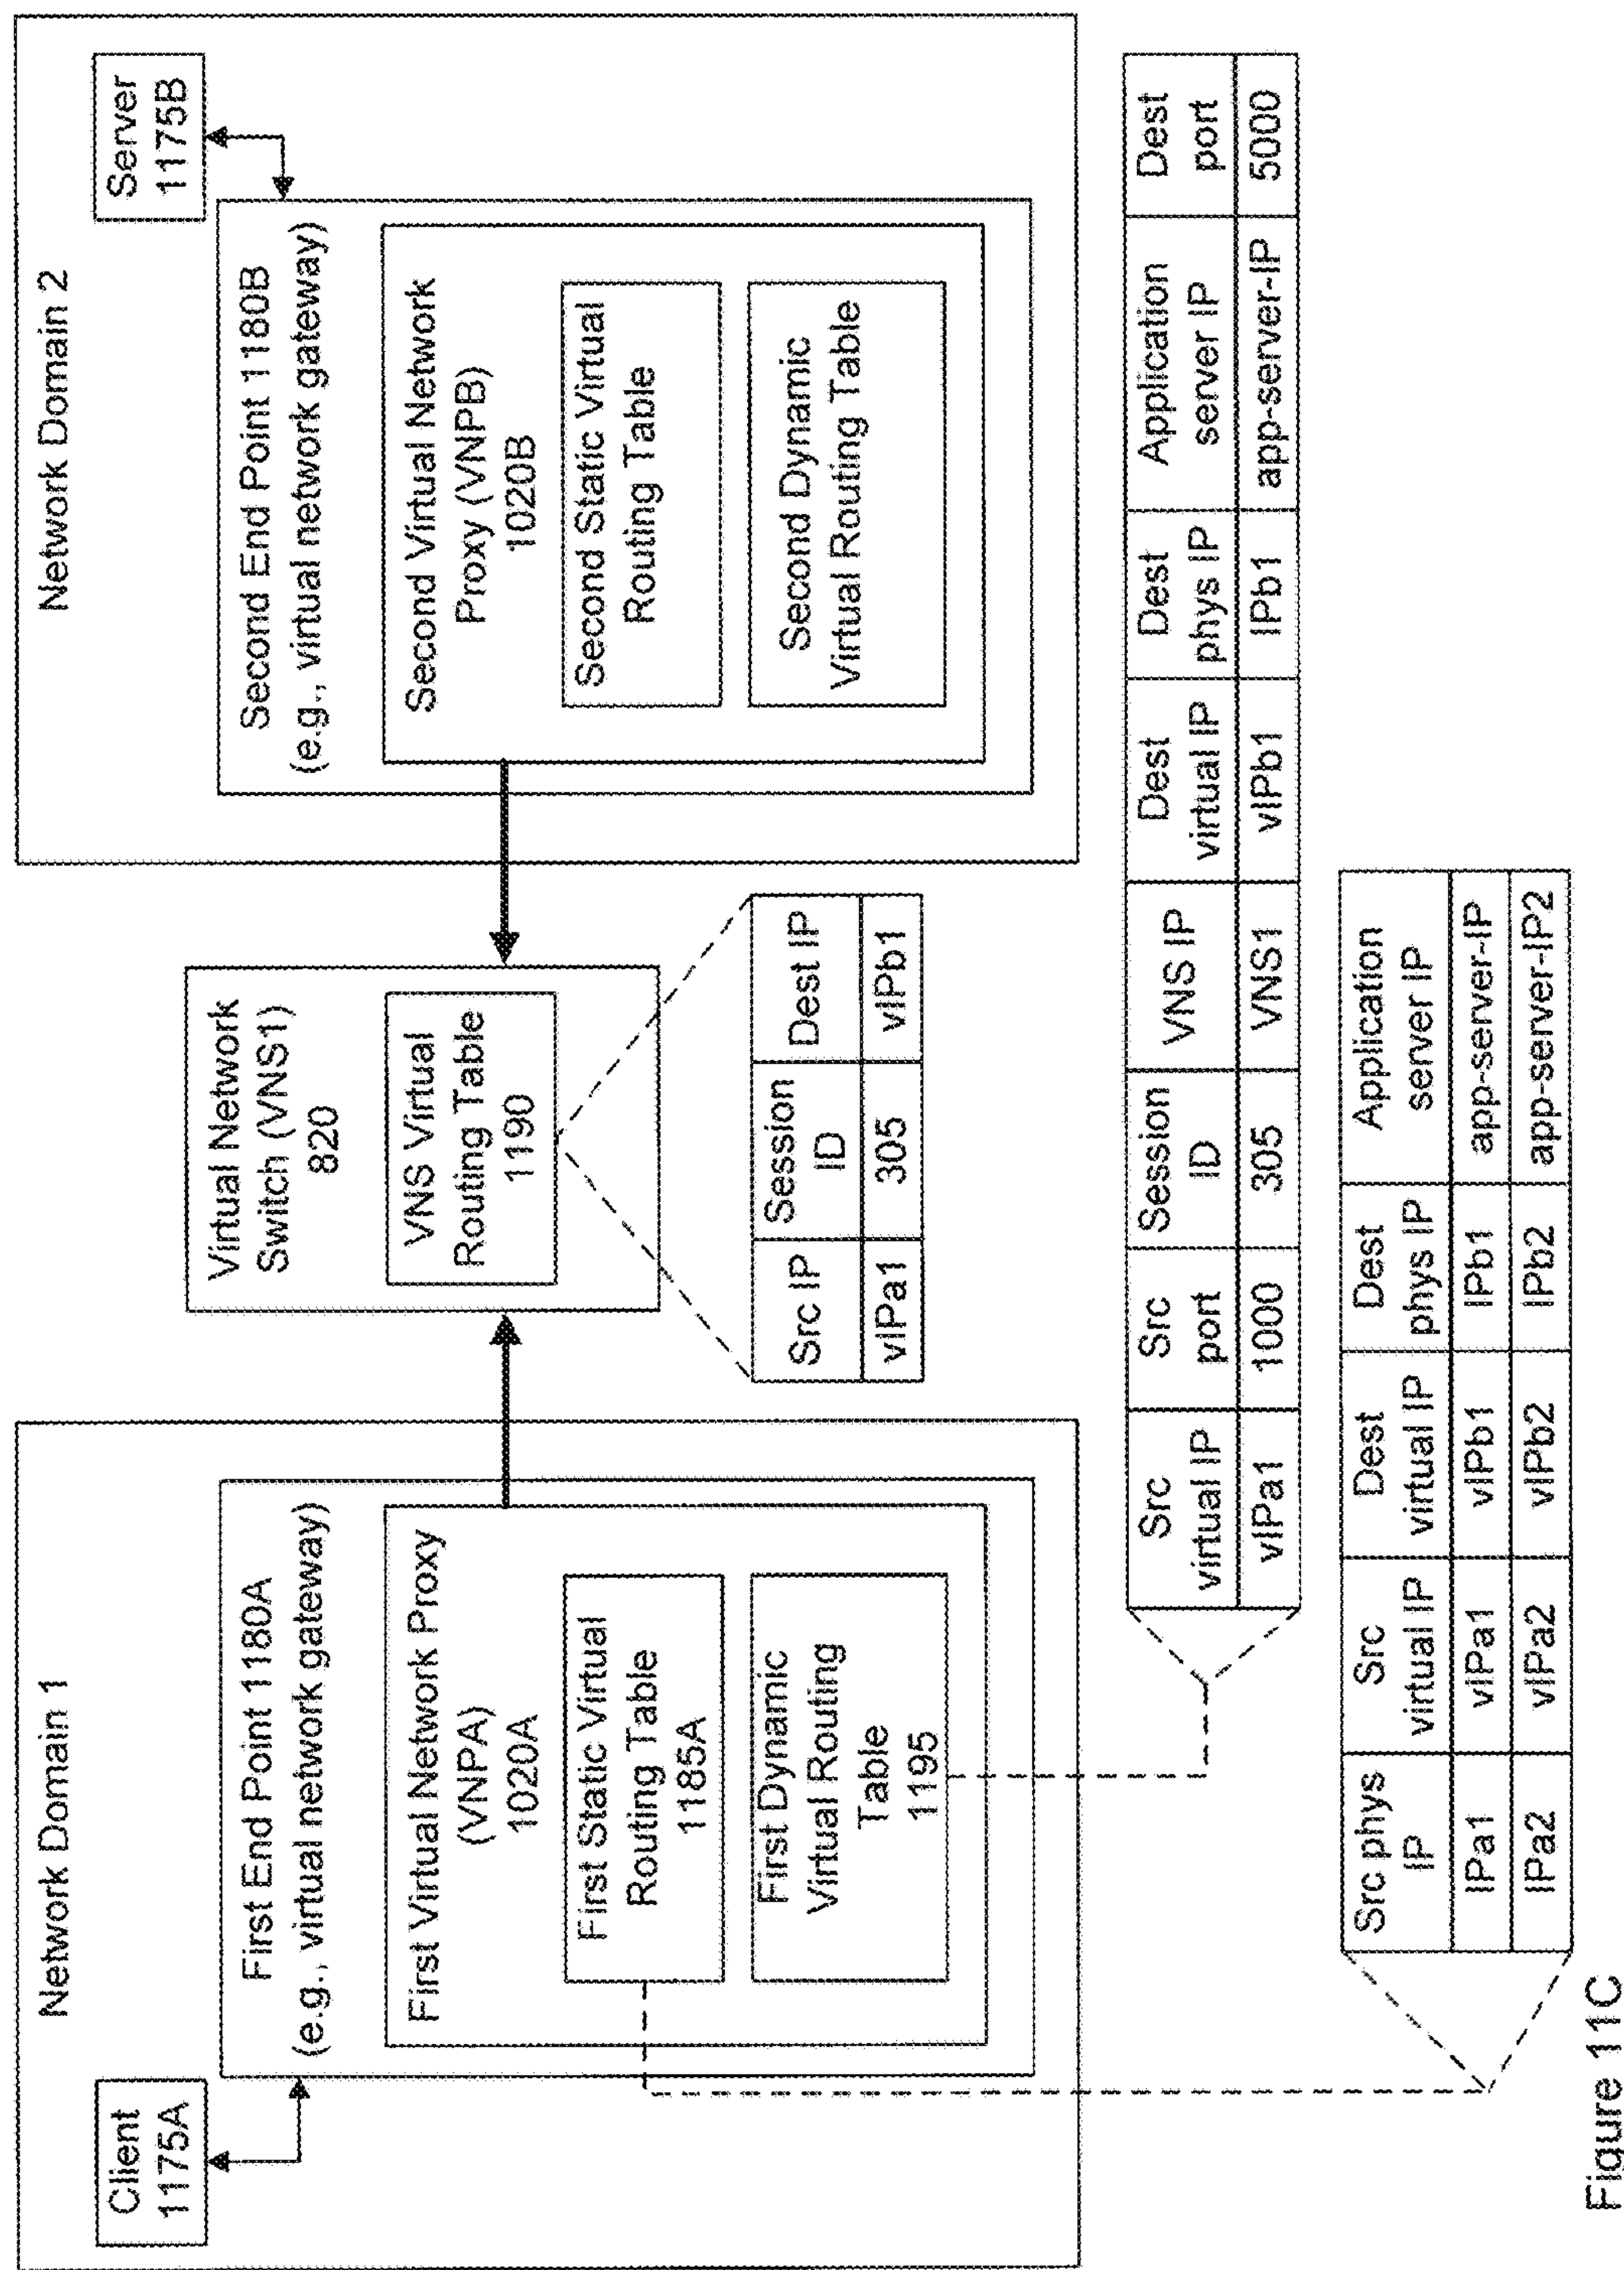 Network Domain 1
Client
1175A
First End Point 1180A
(e.g., virtual network gateway)
First Virtual Network Proxy
(VNPA)
1020A
First Static Virtual
Routing Table
1185A
First Dynamic
Virtual Routing
Table
1195
Virtual Network
Switch (VNS1)
820
VNS Virtual
Routing Table
1190
Src IP Session ID Dest IP
vIPa1 305 vIPb1
Network Domain 2
Server
1175B
Second End Point 1180B
(e.g., virtual network gateway)
Second Virtual Network
Proxy (VNPB)
1020B
Second Static Virtual
Routing Table
Second Dynamic
Virtual Routing Table
Src virtual IP Src port Session ID VNS IP Dest virtual IP Dest phys IP Application server IP Dest port
vIPa1 1000 305 VNS1 vIPb1 IPb1 app-server-IP 5000
Src phys IP Src virtual IP Dest virtual IP Dest phys IP Application server IP
IPa1 vIPa1 vIPb1 IPb1 app-server-IP
IPa2 vIPa2 vIPb2 IPb2 app-server-IP2
Figure 11C